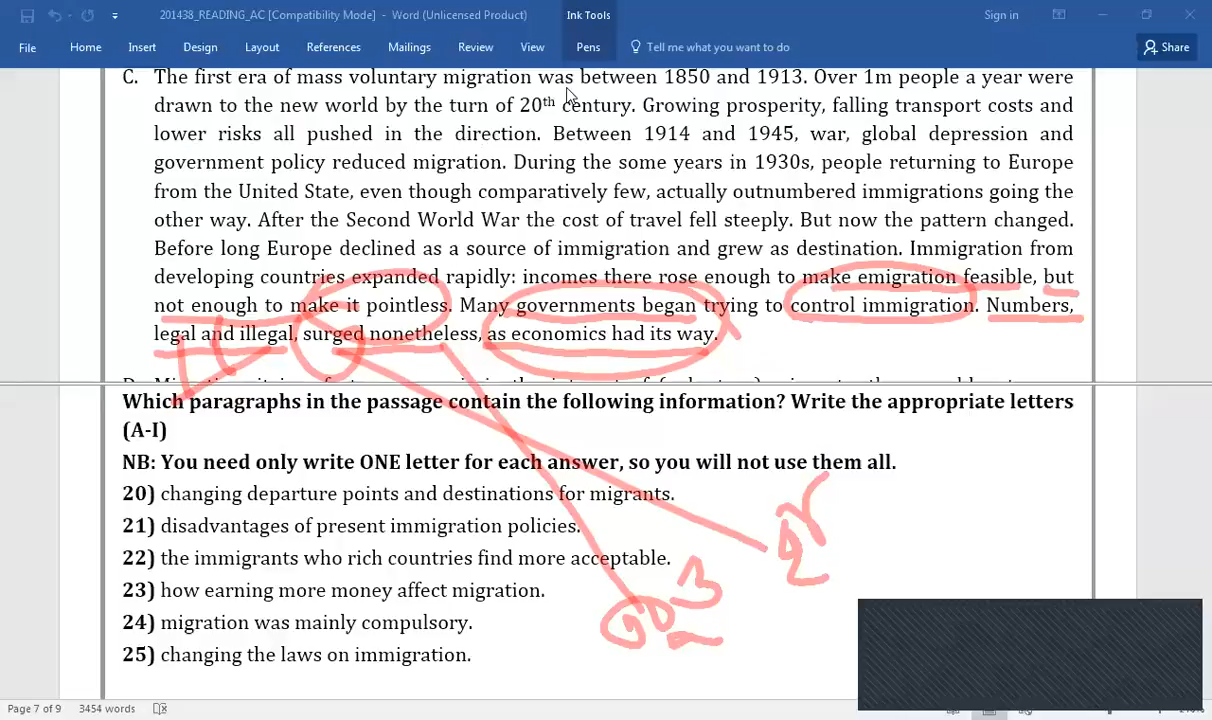 201438_READING_AC [Compatibility Mode] - Word (Unlicensed Product)
Ink Tools
Sign in
File Home Insert Design Layout References Mailings Review View Pens Tell me what you want to do Share
C. The first era of mass voluntary migration was between 1850 and 1913. Over 1m people a year were
drawn to the new world by the turn of 20th century. Growing prosperity, falling transport costs and
lower risks all pushed in the direction. Between 1914 and 1945, war, global depression and
government policy reduced migration. During the some years in 1930s, people returning to Europe
from the United State, even though comparatively few, actually outnumbered immigrations going the
other way. After the Second World War the cost of travel fell steeply. But now the pattern changed.
Before long Europe declined as a source of immigration and grew as destination. Immigration from
developing countries expanded rapidly: incomes there rose enough to make emigration feasible, but
not enough to make it pointless. Many governments began trying to control immigration. Numbers,
legal and illegal, surged nonetheless, as economics had its way.
Which paragraphs in the passage contain the following information? Write the appropriate letters
(A-I)
NB: You need only write ONE letter for each answer, so you will not use them all.
20) changing departure points and destinations for migrants.
21) disadvantages of present immigration policies.
22) the immigrants who rich countries find more acceptable.
23) how earning more money affect migration.
24) migration was mainly compulsory.
25) changing the laws on immigration.
Page 7 of 9 3454 words